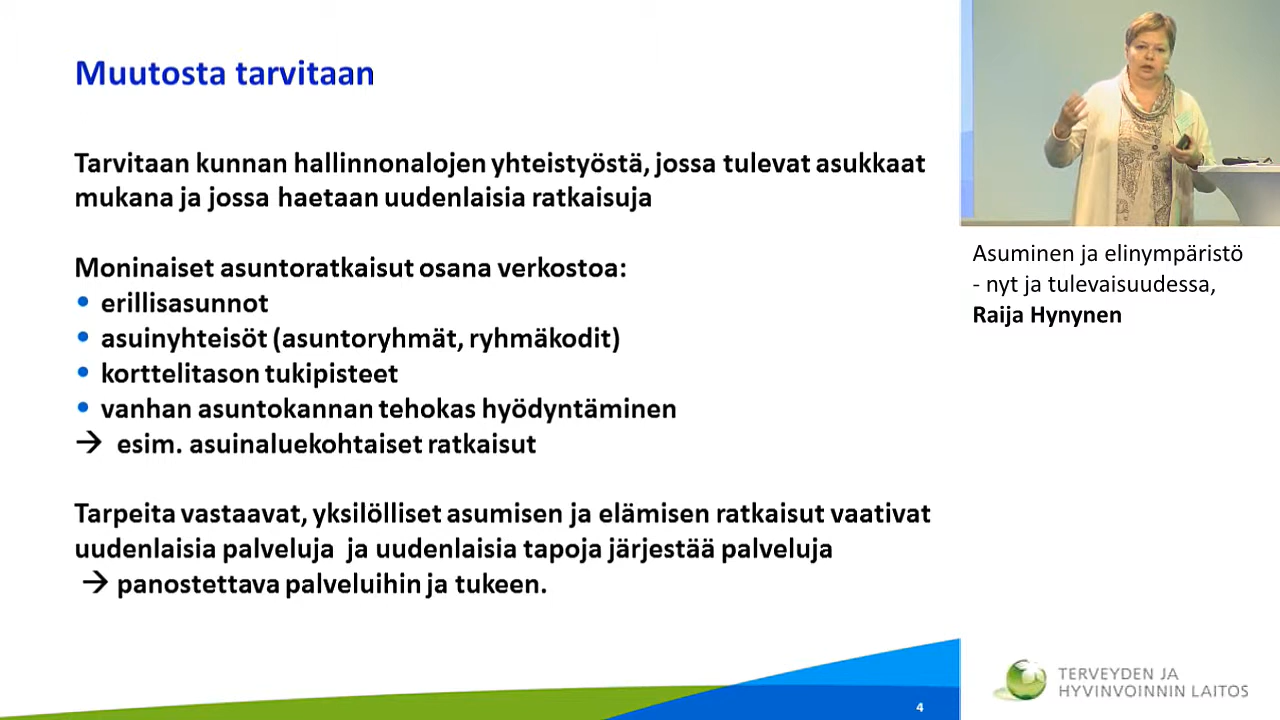 Muutosta tarvitaan
Tarvitaan kunnan hallinnonalojen yhteistyöstä, jossa tulevat asukkaat
mukana ja jossa haetaan uudenlaisia ratkaisuja
Moninaiset asuntoratkaisut osana verkostoa:
• erillisasunnot
• asuinyhteisöt (asuntoryhmät, ryhmäkodit)
• korttelitason tukipisteet
• vanhan asuntokannan tehokas hyödyntäminen
→ esim. asuinaluekohtaiset ratkaisut
Tarpeita vastaavat, yksilölliset asumisen ja elämisen ratkaisut vaativat
uudenlaisia palveluja ja uudenlaisia tapoja järjestää palveluja
→ panostettava palveluihin ja tukeen.
4
Asuminen ja elinympäristö
- nyt ja tulevaisuudessa,
Raija Hynynen
TERVEYDEN JA
HYVINVOINNIN LAITOS